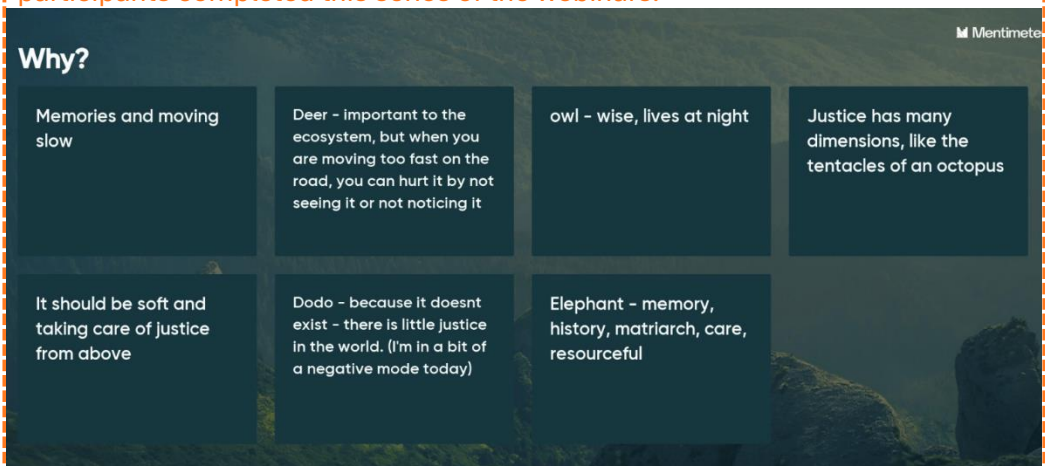 participants completed this series of the webinars.
Mentimete
Why?
Memories and moving
slow
Deer - important to the
ecosystem, but when you
are moving too fast on the
road, you can hurt it by not
seeing it or not noticing it
owl - wise, lives at night
Justice has many
dimensions, like the
tentacles of an octopus
It should be soft and
taking care of justice
from above
Dodo - because it doesnt
exist - there is little justice
in the world. (I'm in a bit of
a negative mode today)
Elephant - memory,
history, matriarch, care,
resourceful